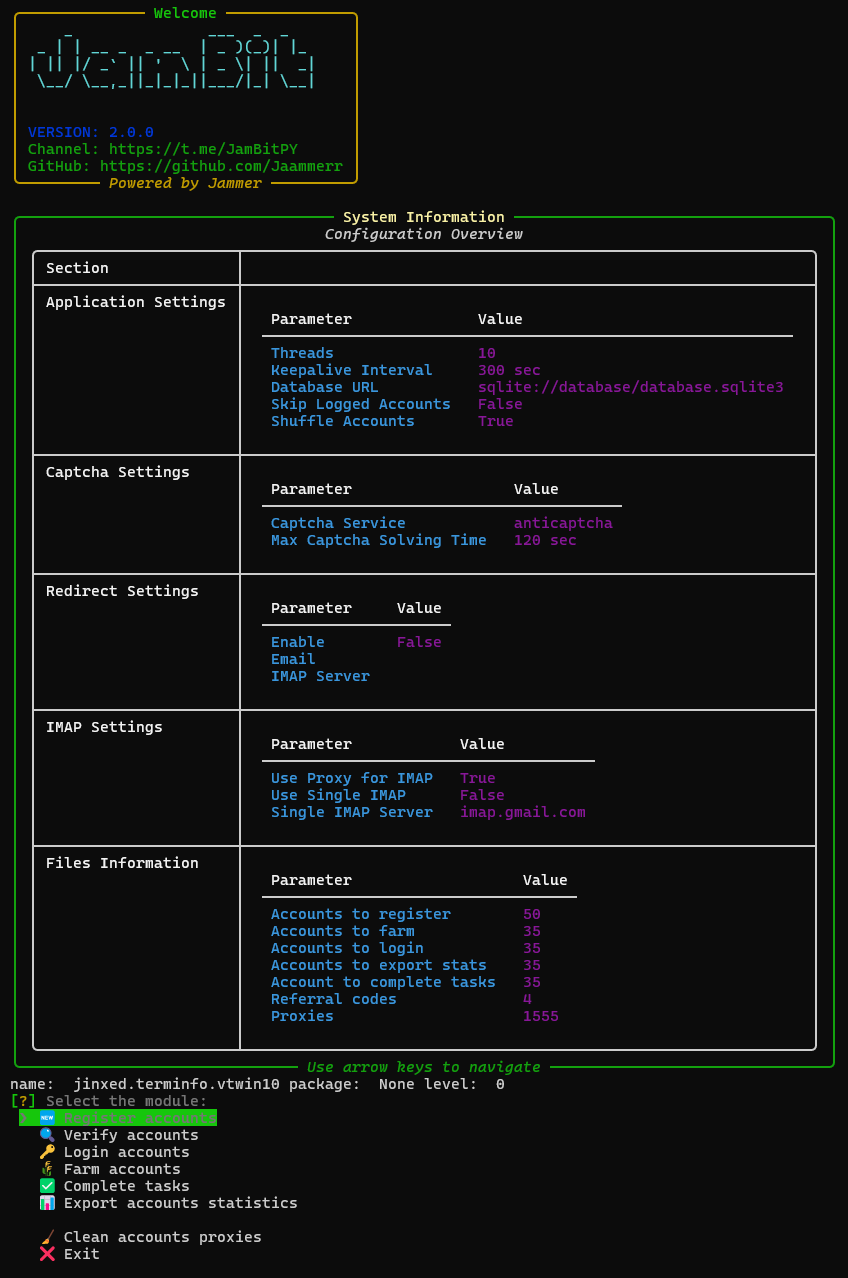 Welcome
JamBit
VERSION: 2.0.0
Channel: https://t.me/JamBitPY
GitHub: https://github.com/Jaammerr
Powered by Jammer
System Information
Configuration Overview
Section
Application Settings
Parameter Value
Threads 10
Keepalive Interval 300 sec
Database URL sqlite://database/database.sqlite3
Skip Logged Accounts False
Shuffle Accounts True
Captcha Settings
Parameter Value
Captcha Service anticaptcha
Max Captcha Solving Time 120 sec
Redirect Settings
Parameter Value
Enable False
Email
IMAP Server
IMAP Settings
Parameter Value
Use Proxy for IMAP True
Use Single IMAP False
Single IMAP Server imap.gmail.com
Files Information
Parameter Value
Accounts to register 50
Accounts to farm 35
Accounts to login 35
Accounts to export stats 35
Account to complete tasks 35
Referral codes 4
Proxies 1555
Use arrow keys to navigate
name:  jinxed.terminfo.vtwin10 package:  None level:  0
[?] Select the module:
> 🆕 Register accounts
🔍 Verify accounts
🔑 Login accounts
🌾 Farm accounts
✅ Complete tasks
📊 Export accounts statistics
🧹 Clean accounts proxies
❌ Exit